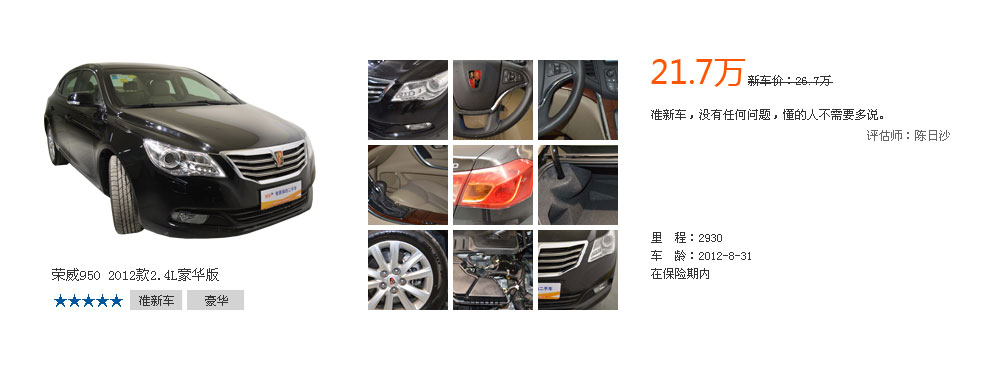 21.7万 新车价：26.7万
准新车，没有任何问题，懂的人不需要多说。
评估师：陈日沙
里 程：2930
车 龄：2012-8-31
在保险期内
荣威950 2012款2.4L豪华版
准新车 豪华